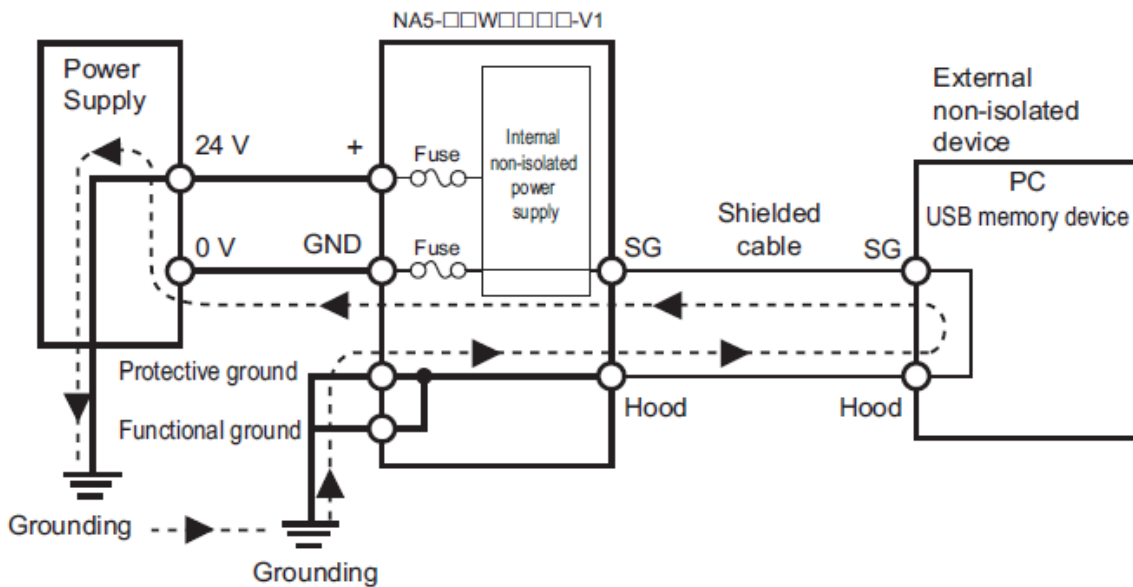 NA5-□□W□□□□-V1
Power
Supply
24 V
+
Fuse
Internal
non-isolated
power
supply
External
non-isolated
device
PC
USB memory device
0 V
GND
Fuse
SG
Shielded
cable
SG
Protective ground
Functional ground
Hood
Hood
Grounding
Grounding